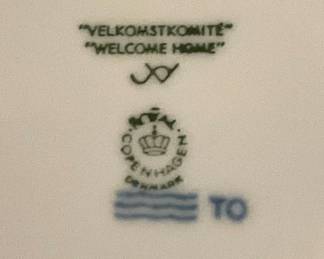 "VELKOMSTKOMITÉ"
"WELCOME HOME"
ROYAL
COPENHAGEN
DENMARK
TO